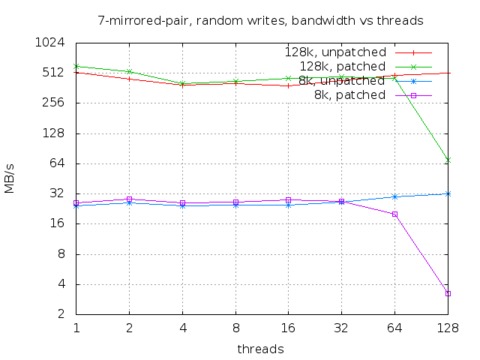 7-mirrored-pair, random writes, bandwidth vs threads
1024
512
256
128
64
32
16
8
4
2
MB/s
128k, unpatched
128k, patched
8k, unpatched
8k, patched
1 2 4 8 16 32 64 128
threads